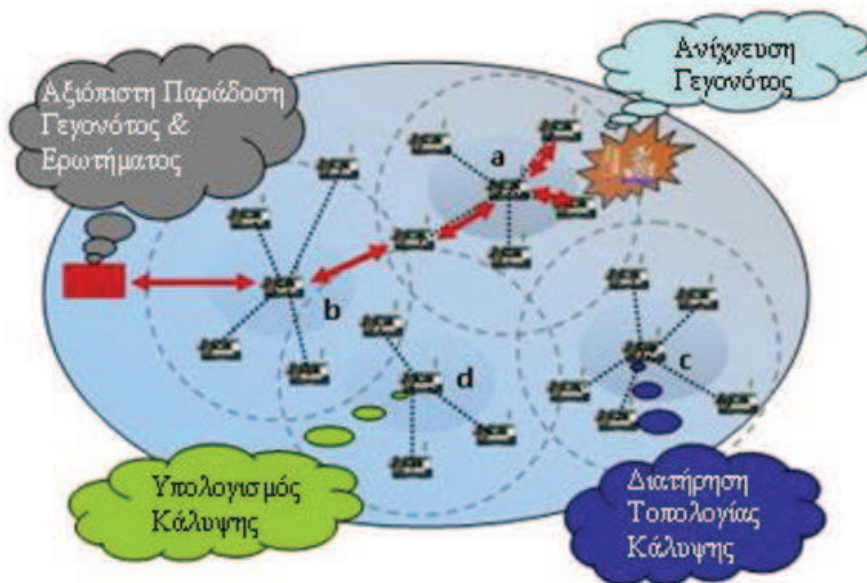 Ανίχνευση
Γεγονότος
Αξιόπιστη Παράδοση
Γεγονότος &
Ερωτήματος
a
b
c
d
Υπολογισμός
Κάλυψης
Διατήρηση
Τοπολογίας
Κάλυψης